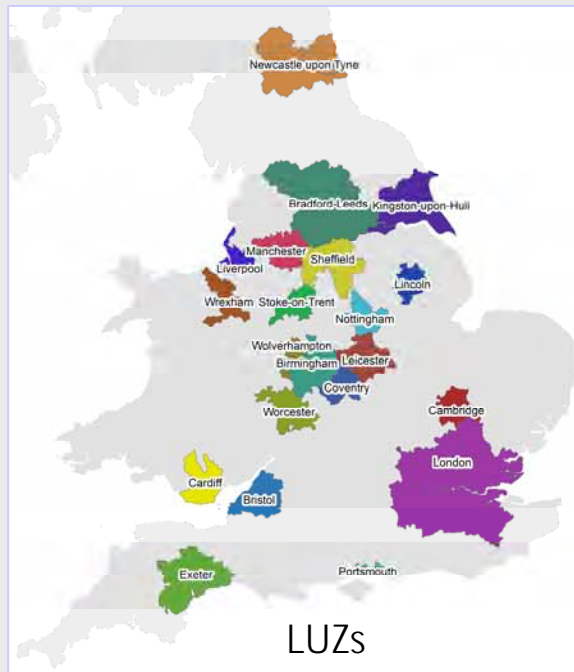 Newcastle upon Tyne
Bradford-Leeds
Kingston-upon-Hull
Manchester
Sheffield
Liverpool
Lincoln
Wrexham
Stoke-on-Trent
Nottingham
Wolverhampton
Birmingham
Leicester
Coventry
Worcester
Cambridge
London
Cardiff
Bristol
Exeter
Portsmouth
LUZs